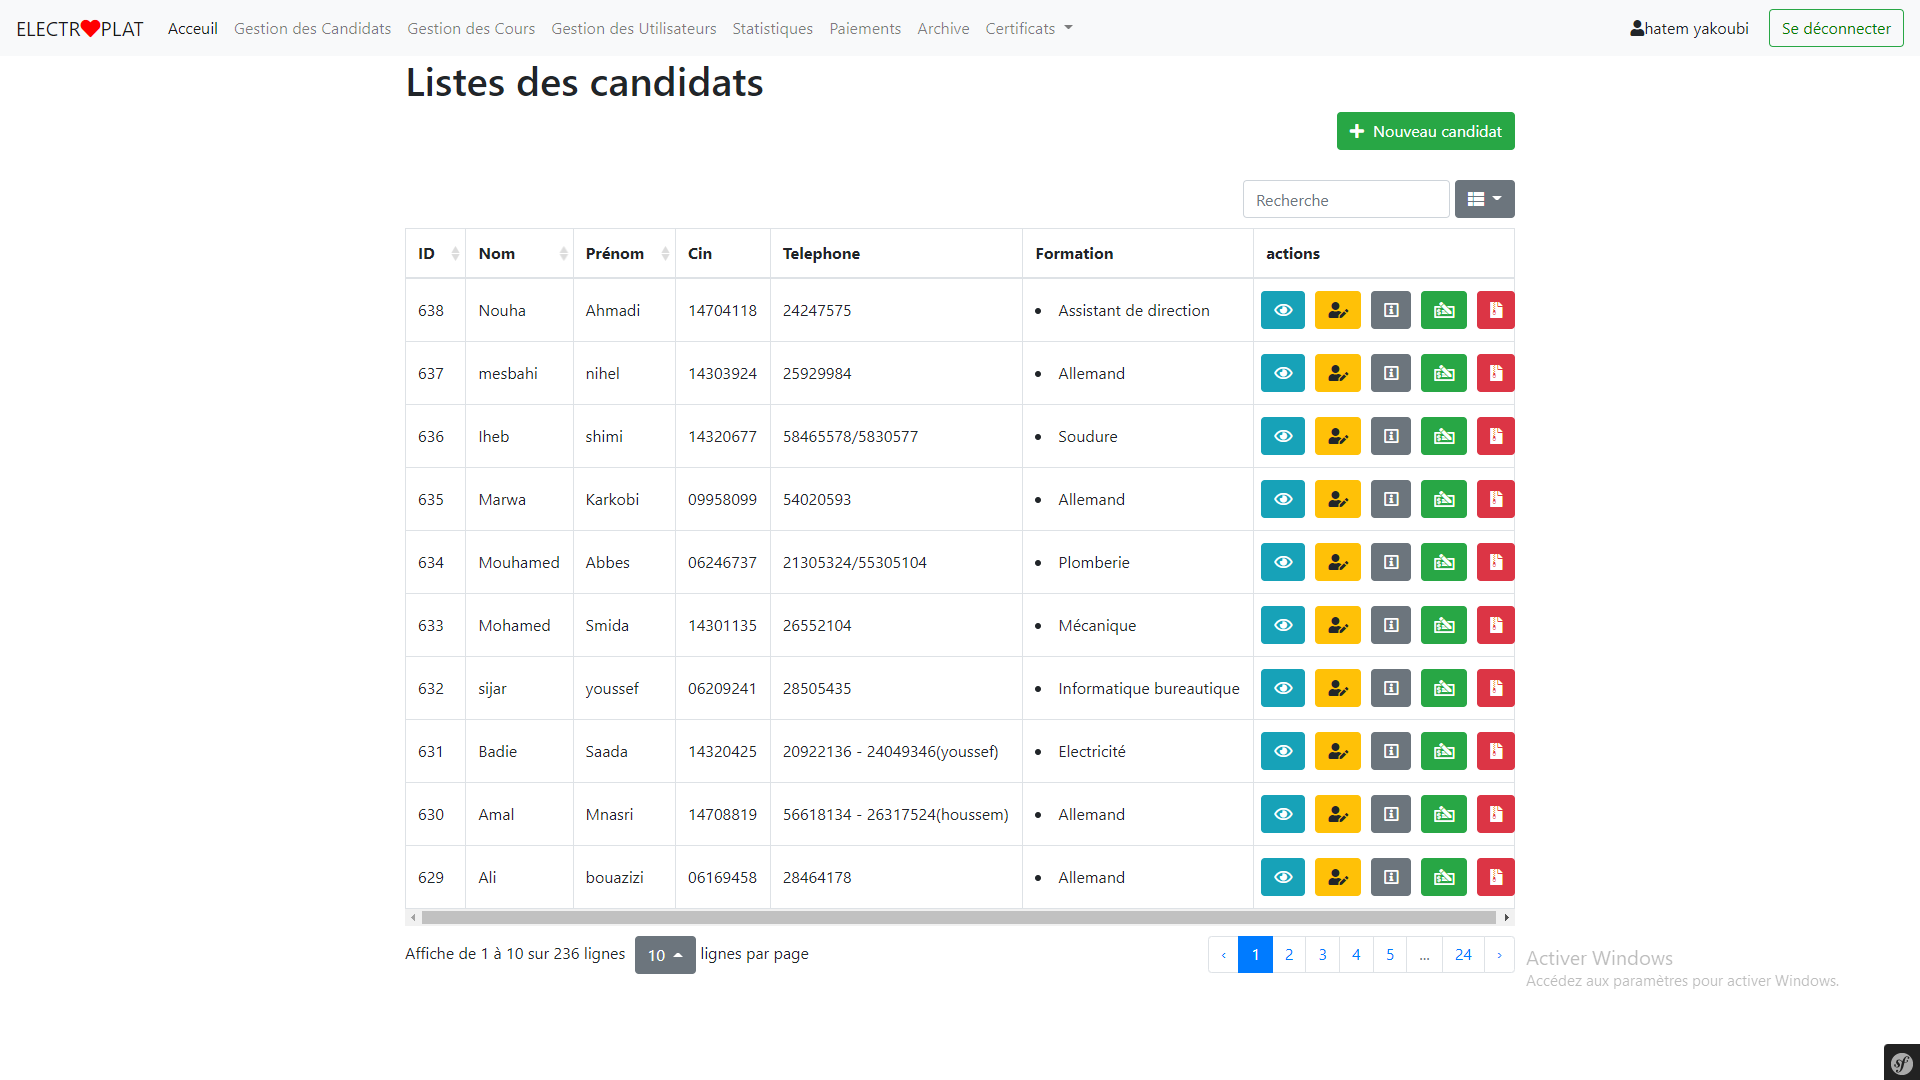 ELECTR PLAT Acceuil Gestion des Candidats Gestion des Cours Gestion des Utilisateurs Statistiques Paiements Archive Certificats hatem yakoubi Se déconnecter
Listes des candidats
Nouveau candidat
Recherche
ID Nom Prénom Cin Telephone Formation actions
638 Nouha Ahmadi 14704118 24247575 • Assistant de direction
637 mesbahi nihel 14303924 25929984 • Allemand
636 Iheb shimi 14320677 58465578/5830577 • Soudure
635 Marwa Karkobi 09958099 54020593 • Allemand
634 Mouhamed Abbes 06246737 21305324/55305104 • Plomberie
633 Mohamed Smida 14301135 26552104 • Mécanique
632 sijar youssef 06209241 28505435 • Informatique bureautique
631 Badie Saada 14320425 20922136 - 24049346(youssef) • Electricité
630 Amal Mnasri 14708819 56618134 - 26317524(houssem) • Allemand
629 Ali bouazizi 06169458 28464178 • Allemand
Affiche de 1 à 10 sur 236 lignes 10 lignes par page ‹ 1 2 3 4 5 ... 24 ›
Activer Windows
Accédez aux paramètres pour activer Windows.
sf